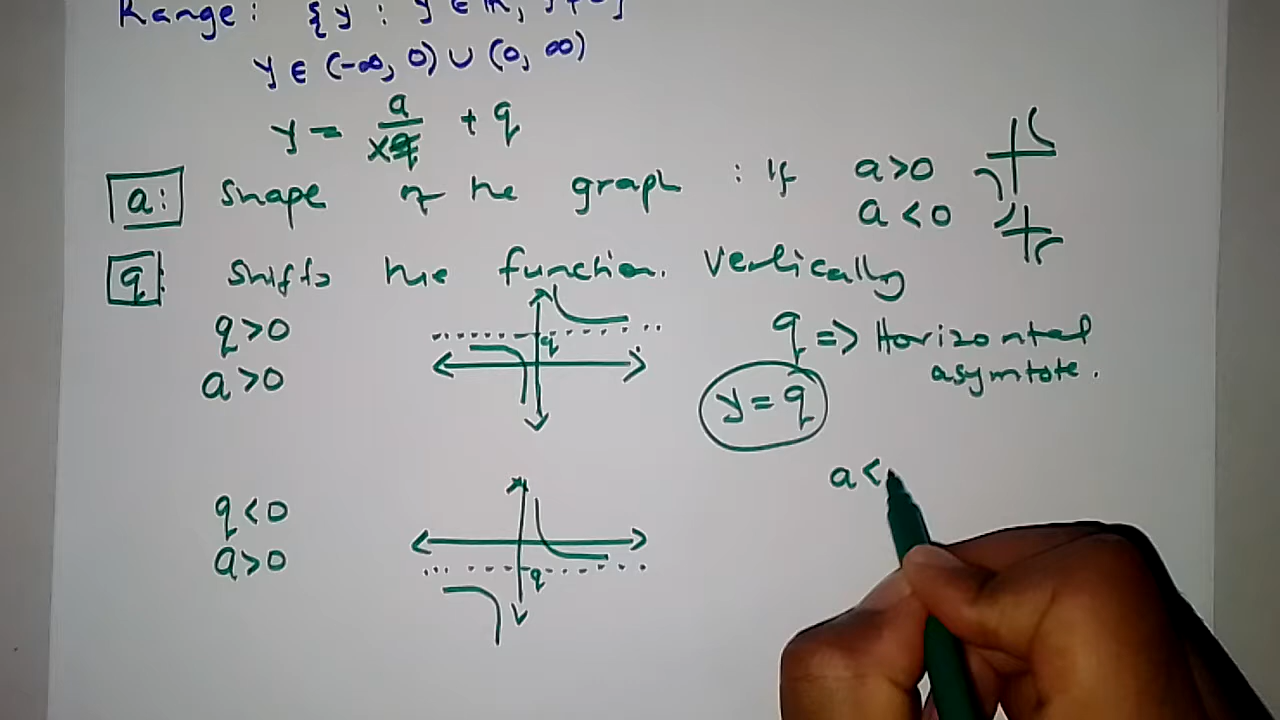 Range: {y : y ∈ ℝ,
y ∈ (-∞, 0) ∪ (0, ∞)
y = a/x + q
a: Shape of the graph : If a>0
a<0
q: Shifts the function. Vertically
q>0
a>0
q
q => Horizontal
asymtote.
y = q
a<
q<0
a>0
q